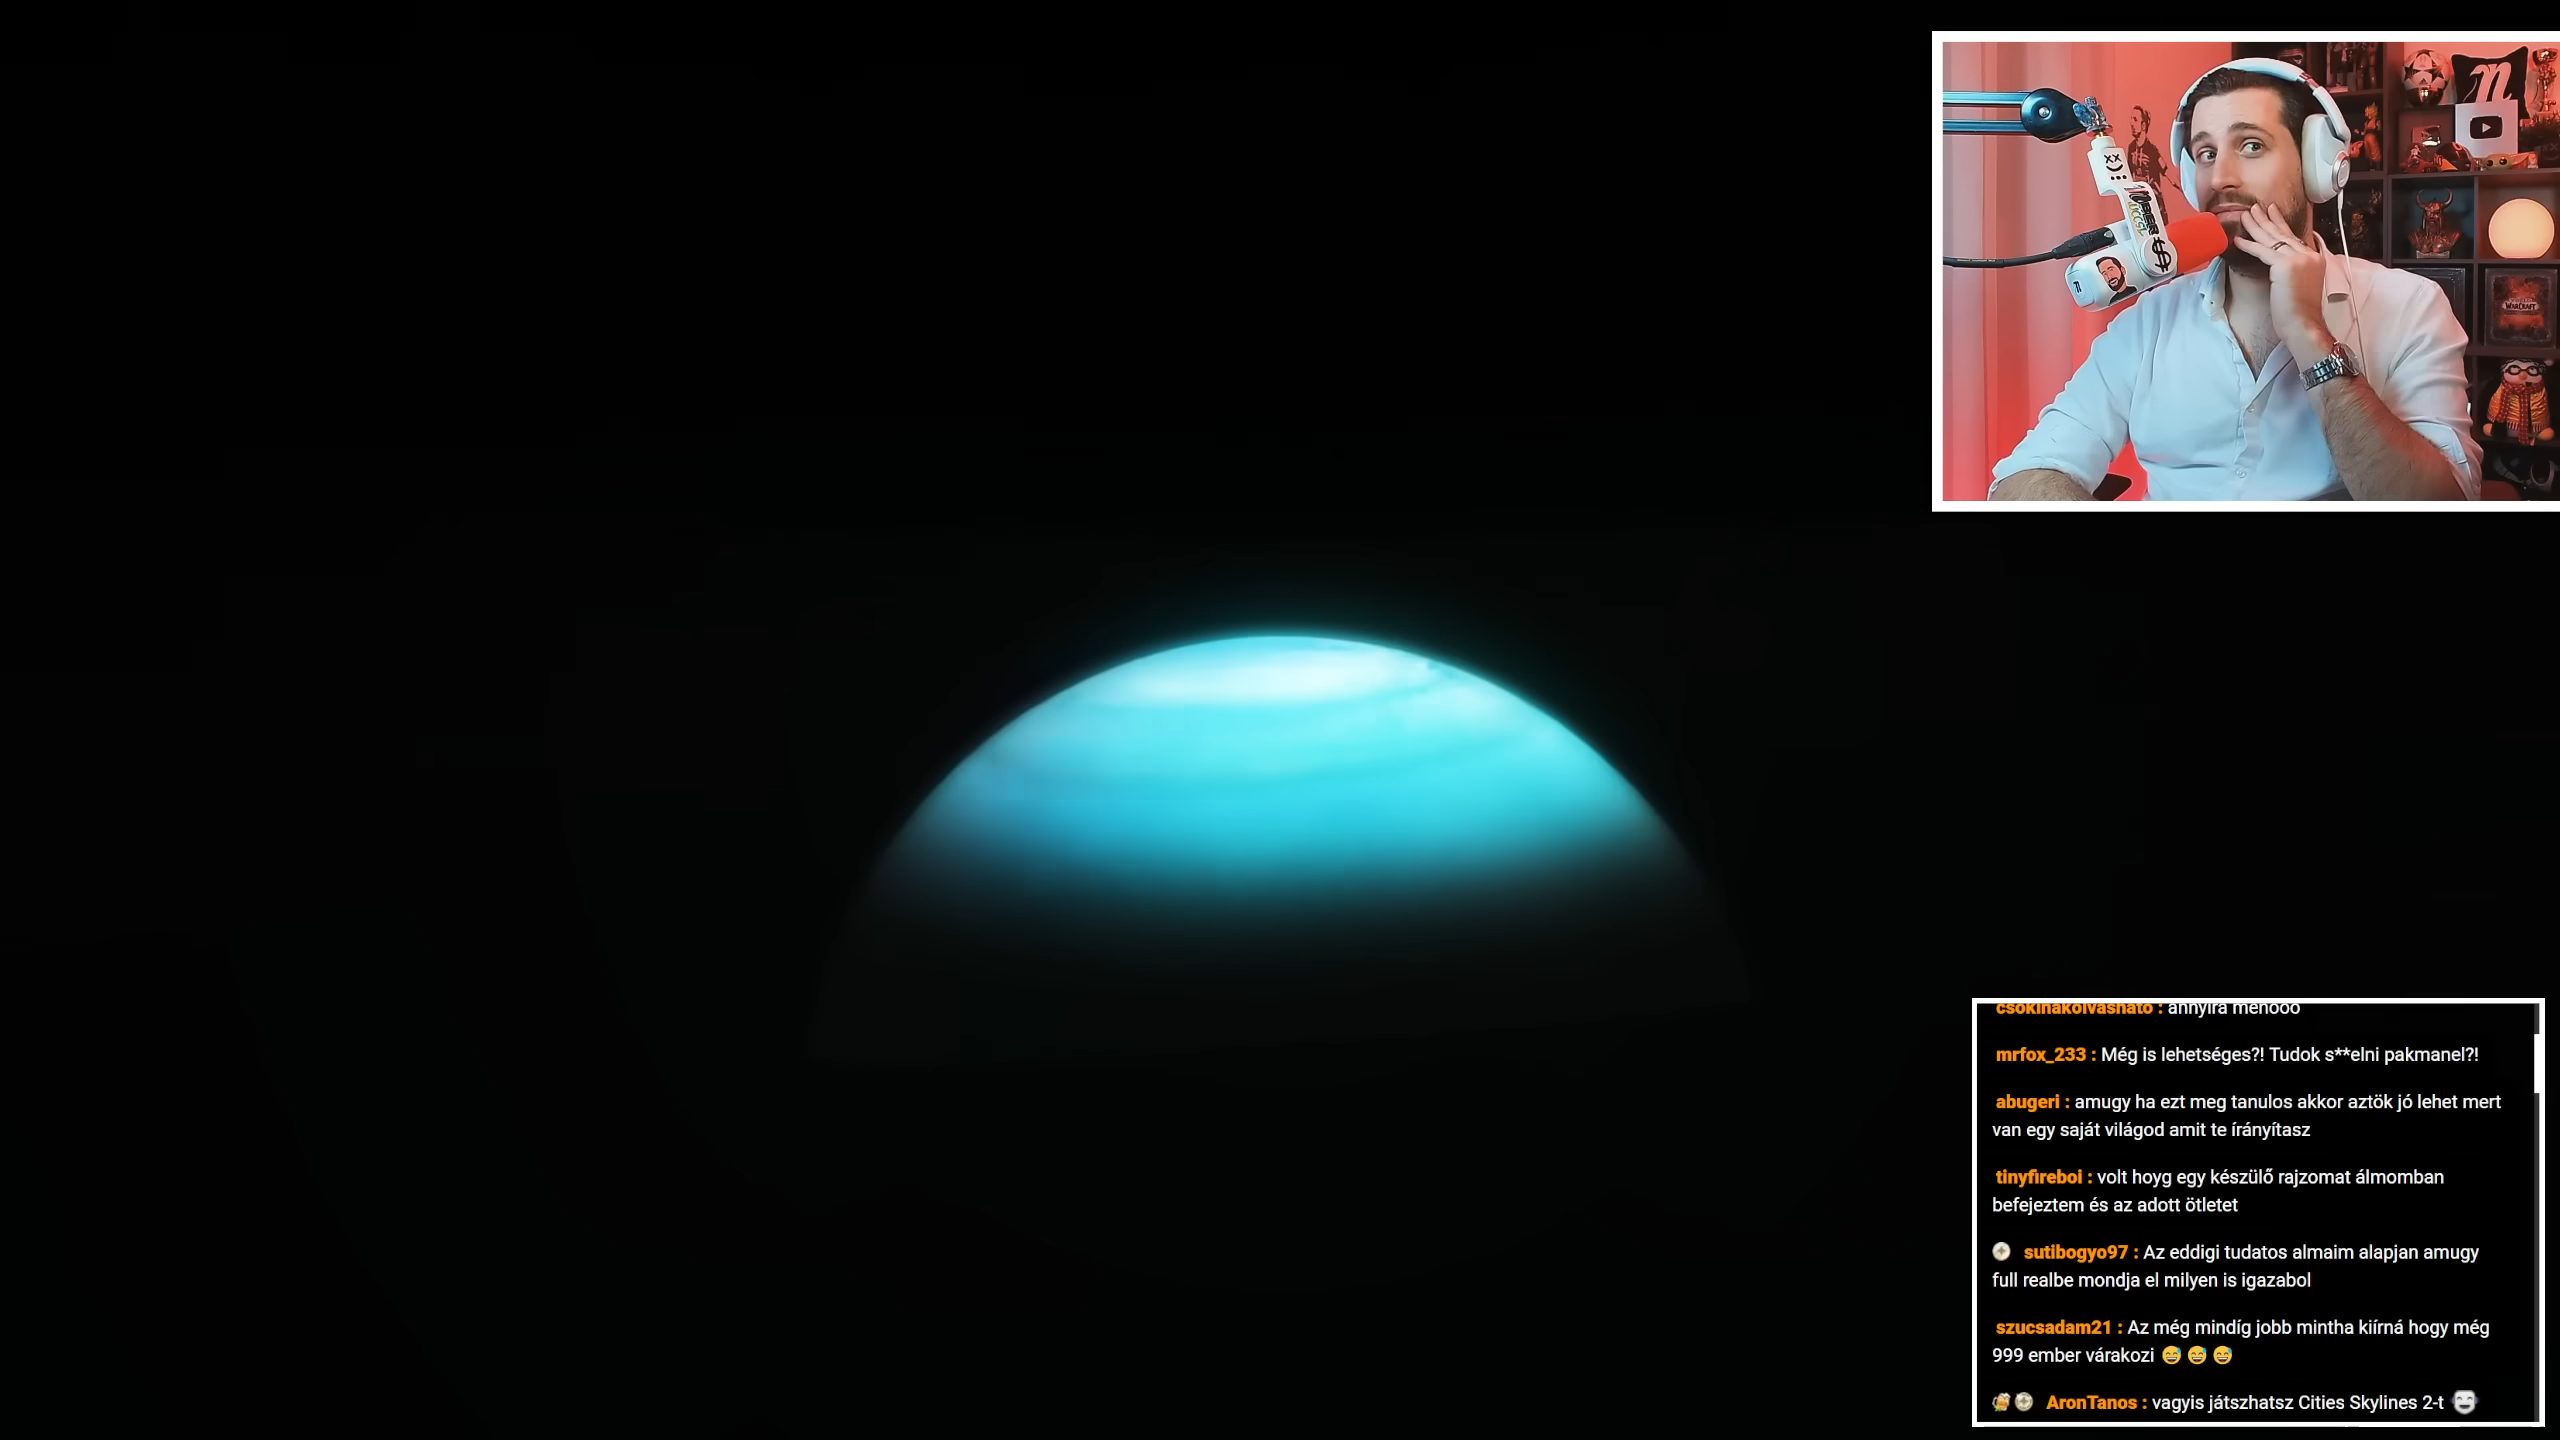 csokinakolvashato : annyira menooo
mrfox_233 : Még is lehetséges?! Tudok s**elni pakmanel?!
abugeri : amugy ha ezt meg tanulos akkor aztök jó lehet mert
van egy saját világod amit te írányítasz
tinyfireboi : volt hoyg egy készülő rajzomat álmomban
befejeztem és az adott ötletet
sutibogyo97 : Az eddigi tudatos almaim alapjan amugy
full realbe mondja el milyen is igazabol
szucsadam21 : Az még mindíg jobb mintha kiírná hogy még
999 ember várakozi 😅 😅 😅
AronTanos : vagyis játszhatsz Cities Skylines 2-t